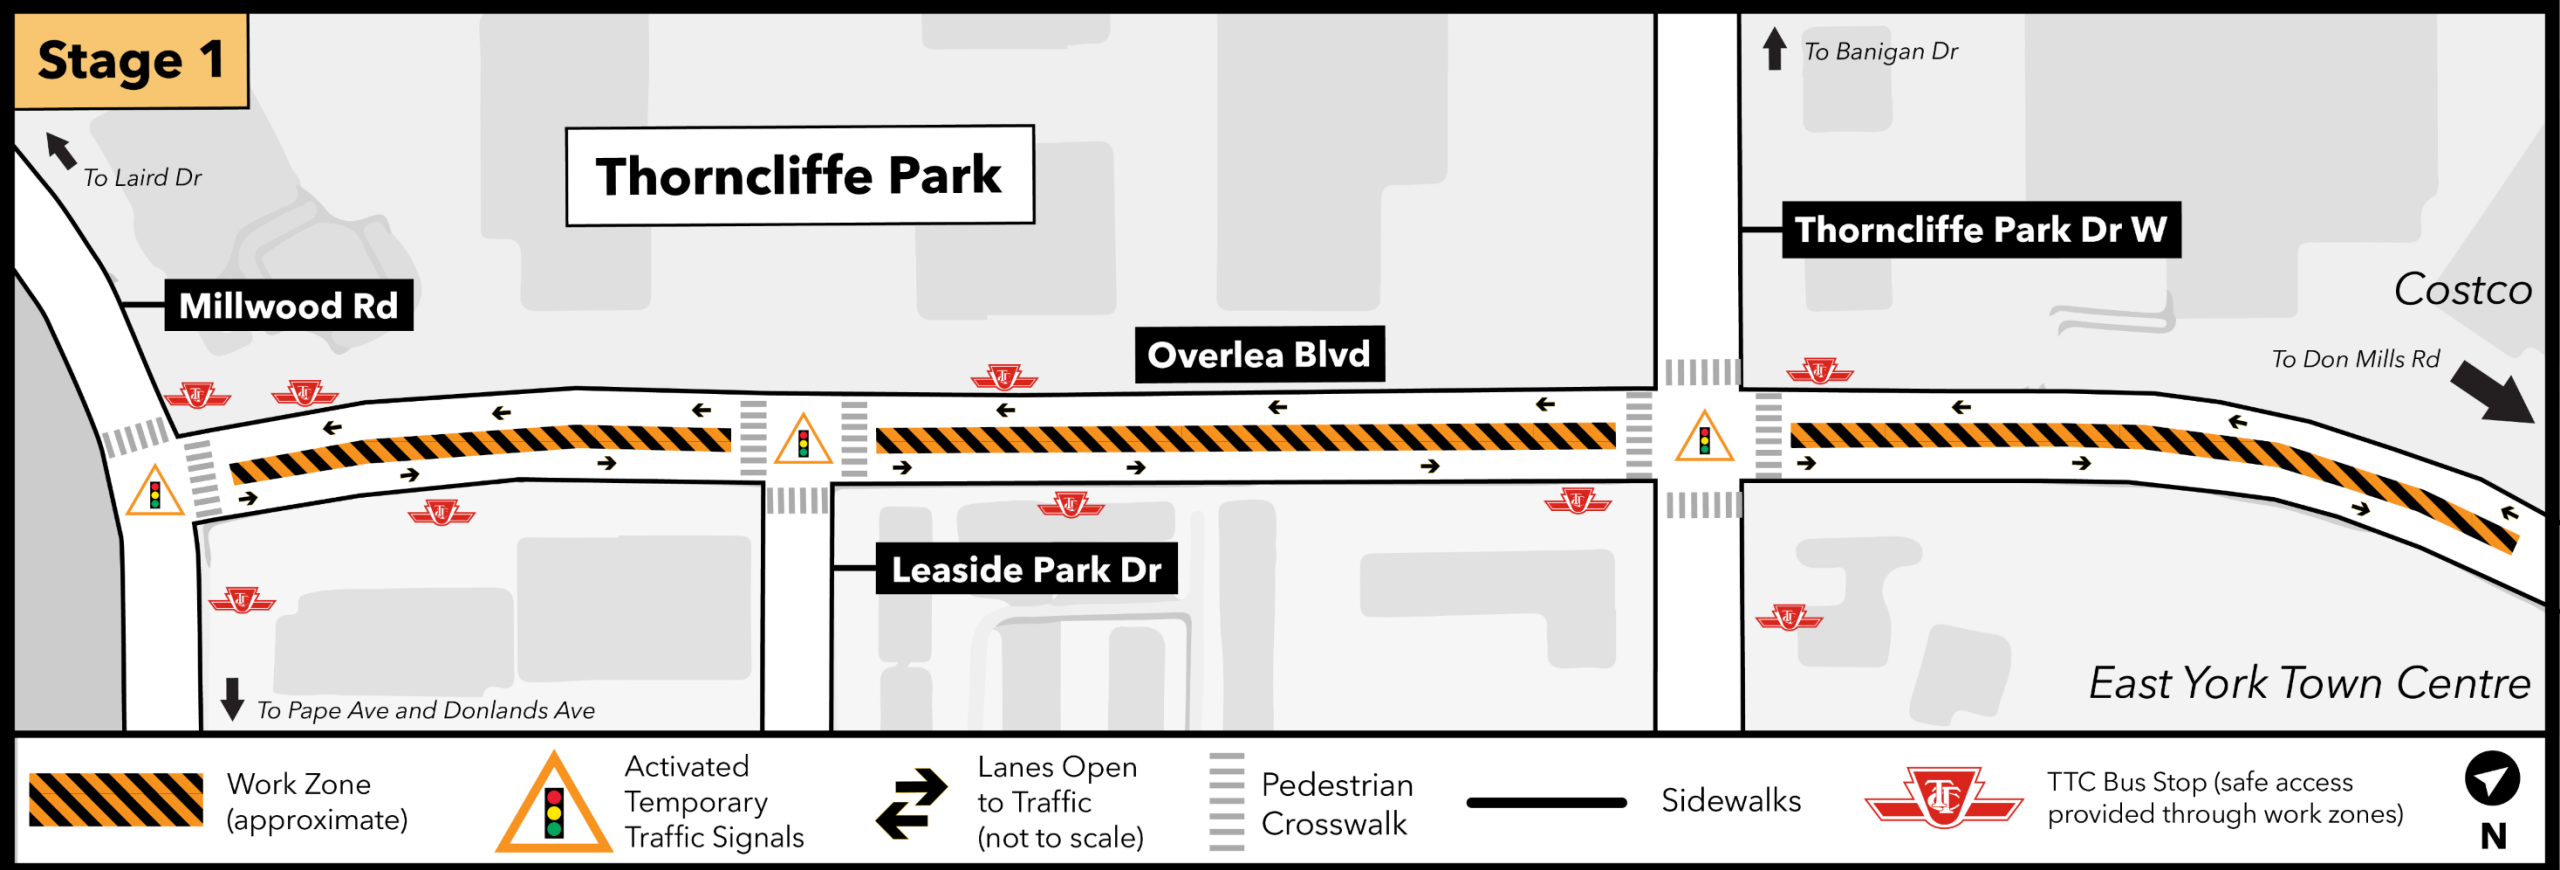 Stage 1
To Banigan Dr
To Laird Dr
Thorncliffe Park
Thorncliffe Park Dr W
Costco
Millwood Rd
Overlea Blvd
To Don Mills Rd
Leaside Park Dr
East York Town Centre
To Pape Ave and Donlands Ave
Work Zone
(approximate)
Activated
Temporary
Traffic Signals
Lanes Open
to Traffic
(not to scale)
Pedestrian
Crosswalk
Sidewalks
TTC
TTC Bus Stop (safe access
provided through work zones)
N